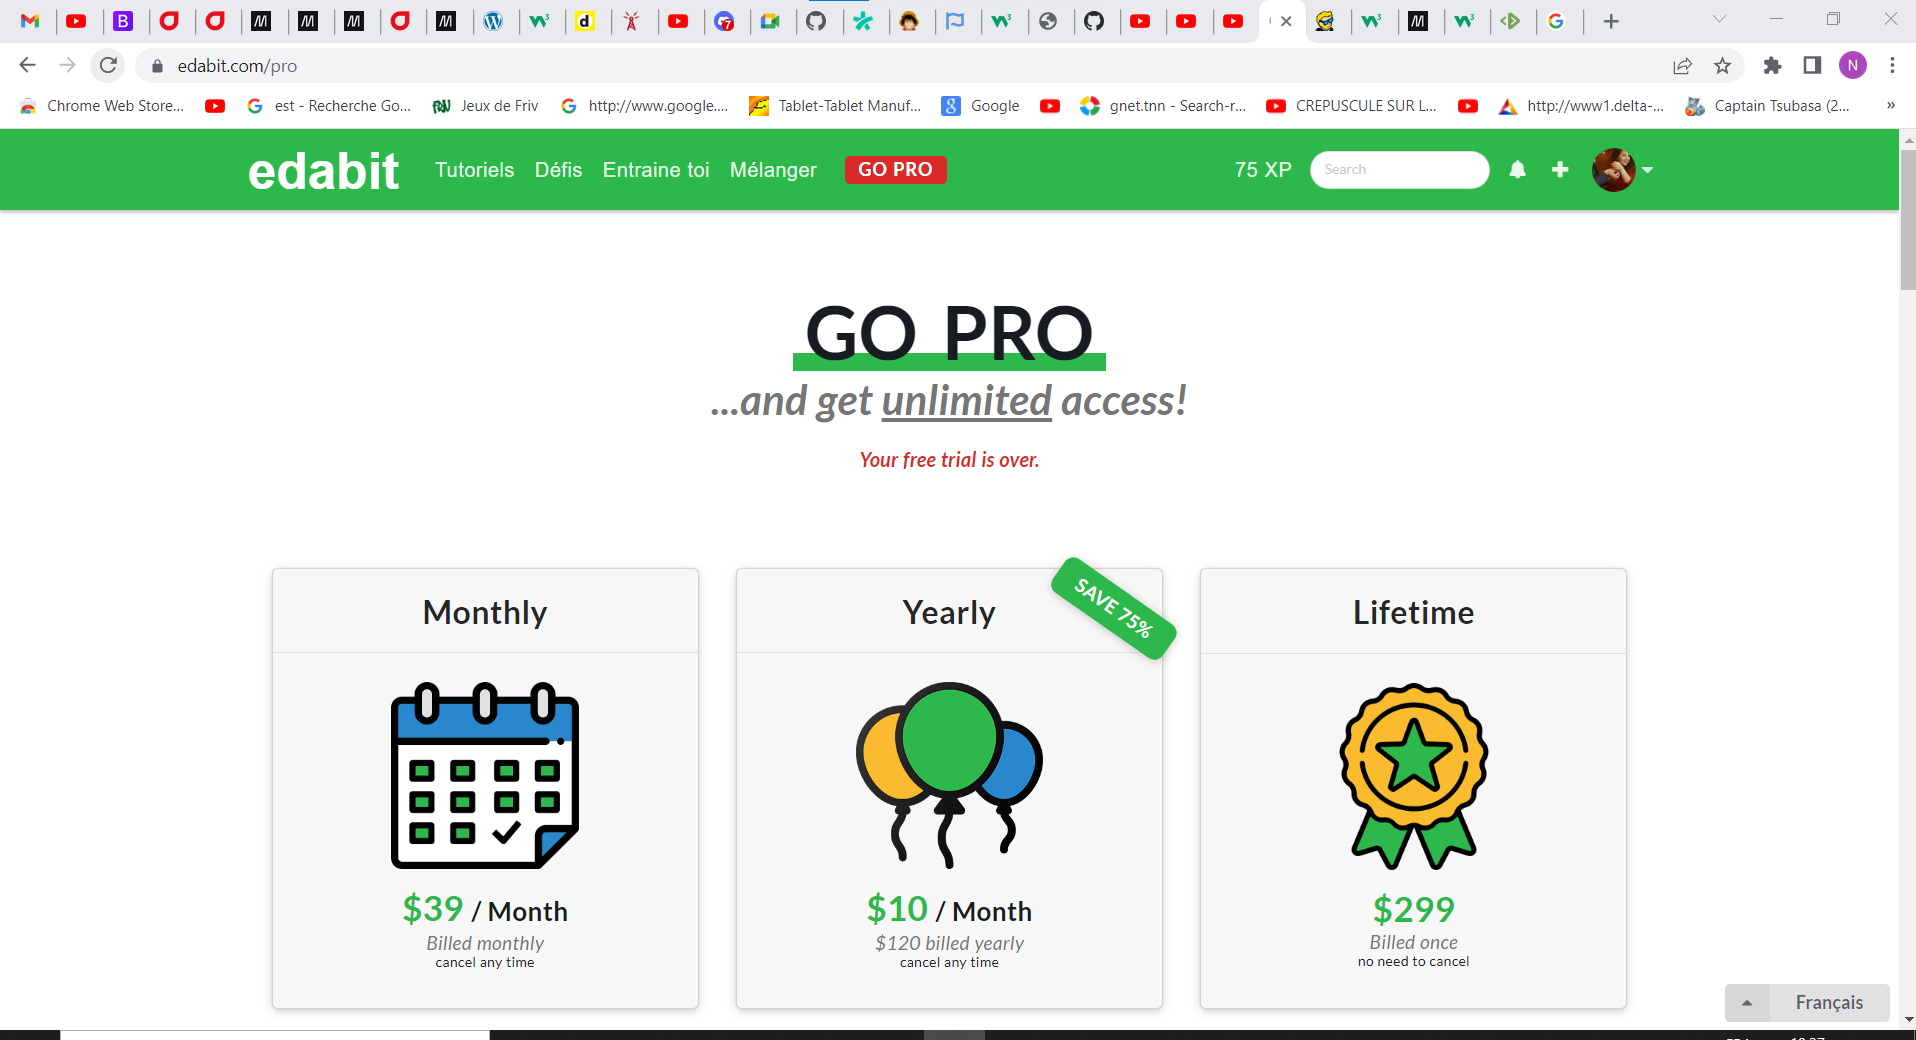 edabit.com/pro
N
Chrome Web Store...
est - Recherche Go...
Jeux de Friv
http://www.google....
Tablet-Tablet Manuf...
Google
gnet.tnn - Search-r...
CREPUSCULE SUR L...
http://www1.delta-...
Captain Tsubasa (2...
»
edabit
Tutoriels
Défis
Entraine toi
Mélanger
GO PRO
75 XP
Search
GO PRO
...and get unlimited access!
Your free trial is over.
Monthly
$39 / Month
Billed monthly
cancel any time
Yearly
SAVE 75%
$10 / Month
$120 billed yearly
cancel any time
Lifetime
$299
Billed once
no need to cancel
Français